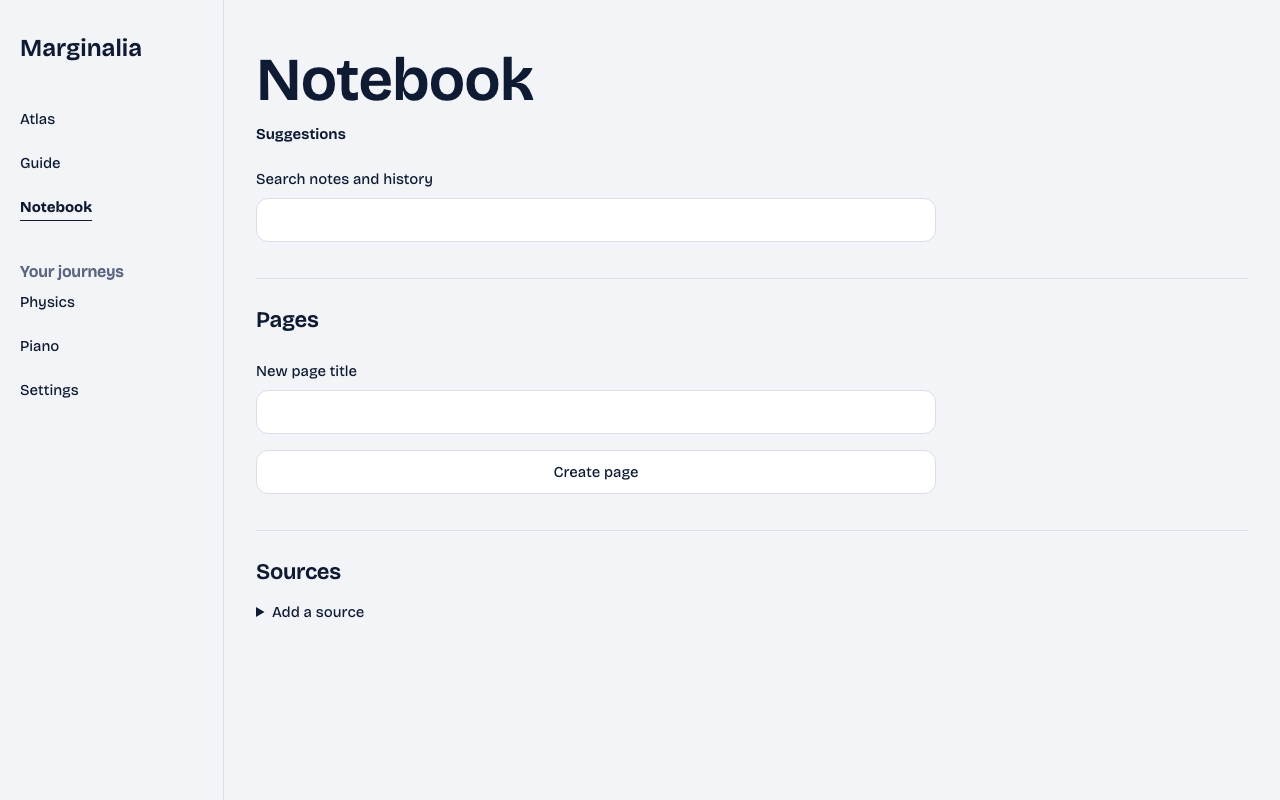 Marginalia
Atlas
Guide
Notebook
Your journeys
Physics
Piano
Settings
Notebook
Suggestions
Search notes and history
Pages
New page title
Create page
Sources
Add a source